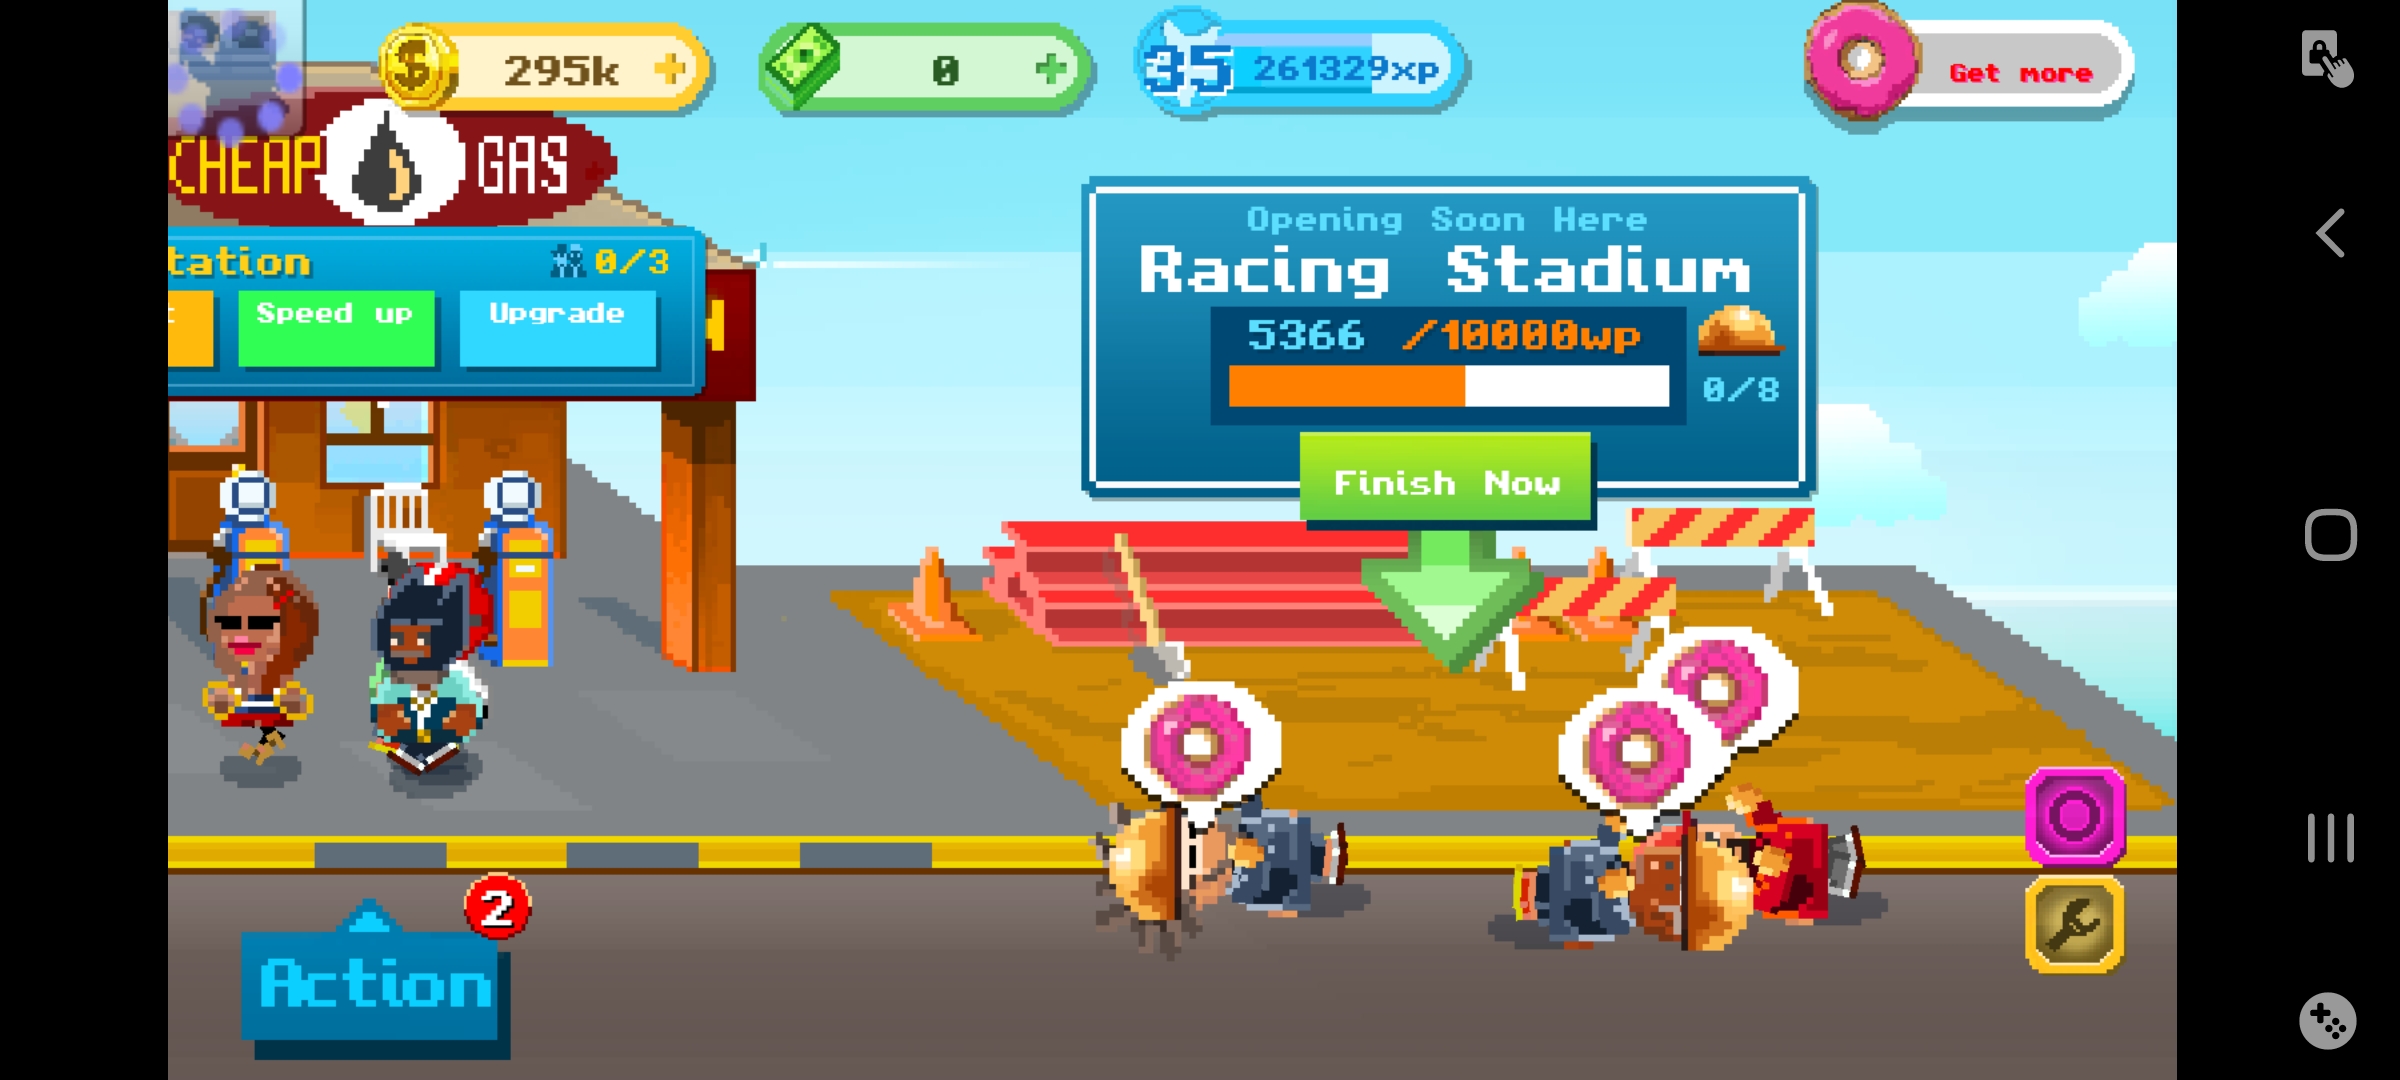 295k
0
35 261329xp
Get more
CHEAP GAS
tation 0/3
t Speed up Upgrade
Opening Soon Here
Racing Stadium
5366 /10000wp
0/8
Finish Now
2
Action